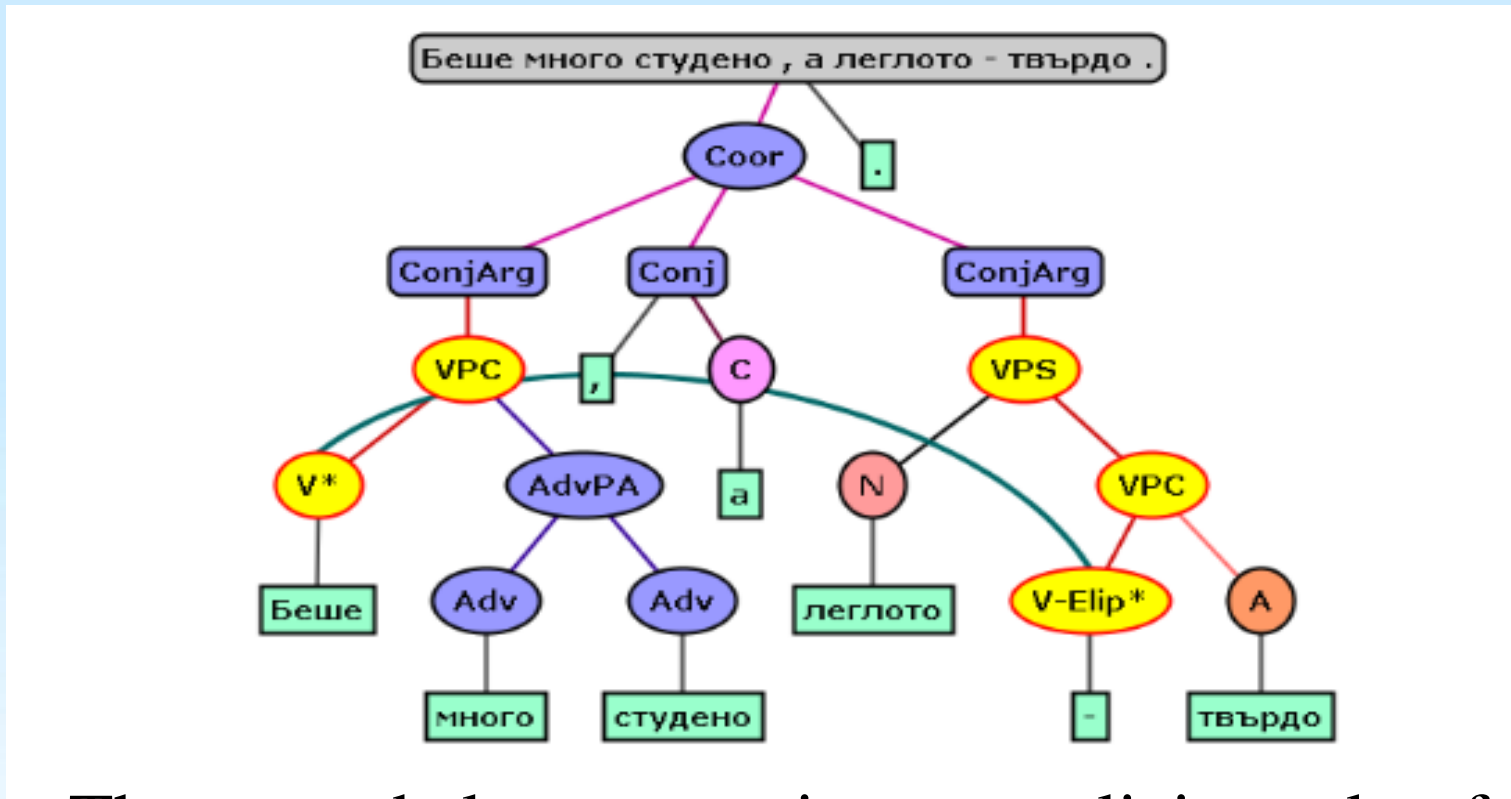 Беше много студено , а леглото - твърдо .
Coor .
ConjArg Conj ConjArg
VPC , C VPS
V* AdvPA а N VPC
Беше Adv Adv леглото V-Elip* A
много студено - твърдо